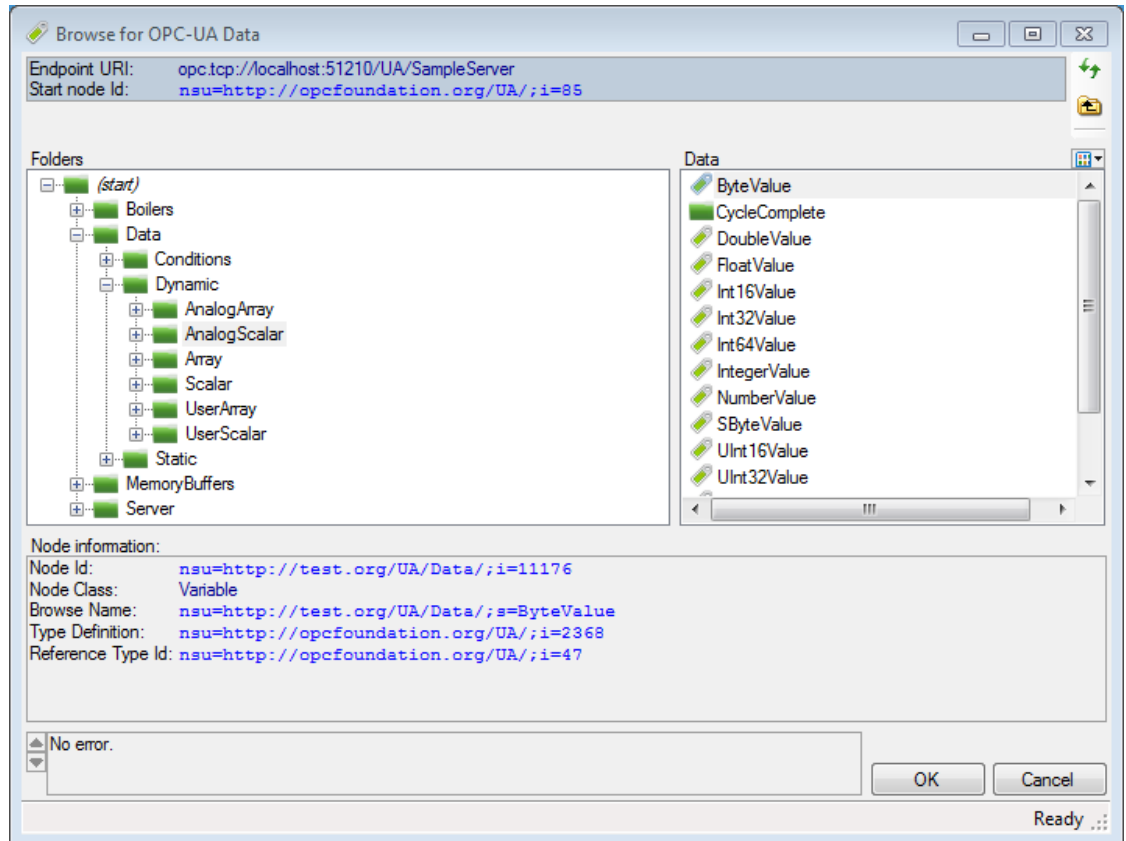 Browse for OPC-UA Data
Endpoint URI: opc.tcp://localhost:51210/UA/SampleServer
Start node Id: nsu=http://opcfoundation.org/UA/;i=85
Folders
(start)
Boilers
Data
Conditions
Dynamic
AnalogArray
AnalogScalar
Array
Scalar
UserArray
UserScalar
Static
MemoryBuffers
Server
Data
ByteValue
CycleComplete
DoubleValue
FloatValue
Int16Value
Int32Value
Int64Value
IntegerValue
NumberValue
SByteValue
UInt16Value
UInt32Value
Node information:
Node Id: nsu=http://test.org/UA/Data/;i=11176
Node Class: Variable
Browse Name: nsu=http://test.org/UA/Data/;s=ByteValue
Type Definition: nsu=http://opcfoundation.org/UA/;i=2368
Reference Type Id: nsu=http://opcfoundation.org/UA/;i=47
No error.
OK Cancel
Ready